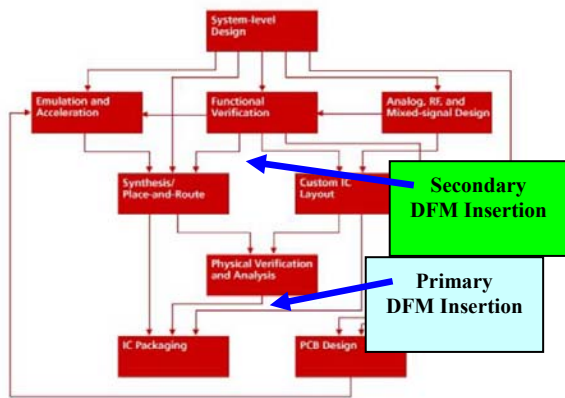 System-level
Design
Emulation and
Acceleration
Functional
Verification
Analog, RF, and
Mixed-signal Design
Synthesis/
Place-and-Route
Custom IC
Layout
Secondary
DFM Insertion
Physical Verification
and Analysis
Primary
DFM Insertion
IC Packaging
PCB Design